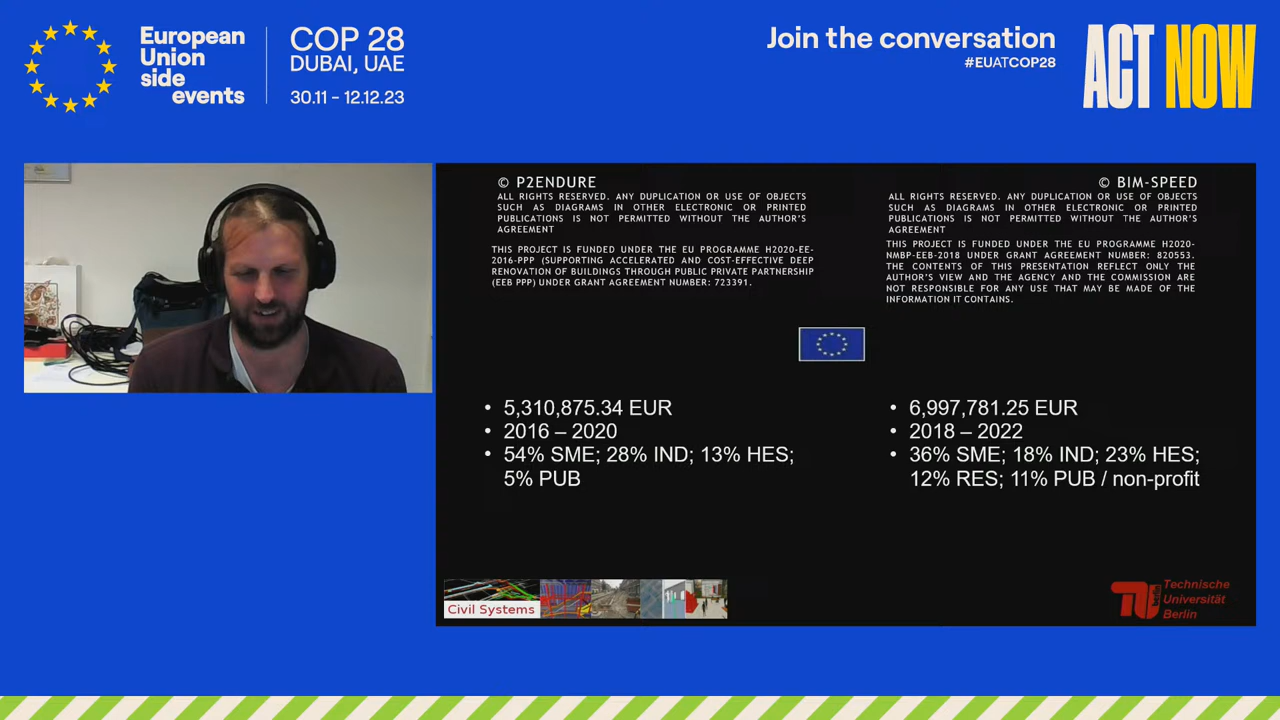 European
Union
side
events
COP 28
DUBAI, UAE
30.11 – 12.12.23
Join the conversation
#EUATCOP28
ACT NOW
© P2ENDURE
ALL RIGHTS RESERVED. ANY DUPLICATION OR USE OF OBJECTS
SUCH AS DIAGRAMS IN OTHER ELECTRONIC OR PRINTED
PUBLICATIONS IS NOT PERMITTED WITHOUT THE AUTHOR'S
AGREEMENT
THIS PROJECT IS FUNDED UNDER THE EU PROGRAMME H2020-EE-
2016-PPP (SUPPORTING ACCELERATED AND COST-EFFECTIVE DEEP
RENOVATION OF BUILDINGS THROUGH PUBLIC PRIVATE PARTNERSHIP
(EEB PPP) UNDER GRANT AGREEMENT NUMBER: 723391.
© BIM-SPEED
ALL RIGHTS RESERVED. ANY DUPLICATION OR USE OF OBJECTS
SUCH AS DIAGRAMS IN OTHER ELECTRONIC OR PRINTED
PUBLICATIONS IS NOT PERMITTED WITHOUT THE AUTHOR'S
AGREEMENT
THIS PROJECT IS FUNDED UNDER THE EU PROGRAMME H2020-
NMBP-EEB-2018 UNDER GRANT AGREEMENT NUMBER: 820553.
THE CONTENTS OF THIS PRESENTATION REFLECT ONLY THE
AUTHOR'S VIEW AND THE AGENCY AND THE COMMISSION ARE
NOT RESPONSIBLE FOR ANY USE THAT MAY BE MADE OF THE
INFORMATION IT CONTAINS.
• 5,310,875.34 EUR
• 2016 – 2020
• 54% SME; 28% IND; 13% HES;
5% PUB
• 6,997,781.25 EUR
• 2018 – 2022
• 36% SME; 18% IND; 23% HES;
12% RES; 11% PUB / non-profit
Civil Systems
Technische
Universität
Berlin